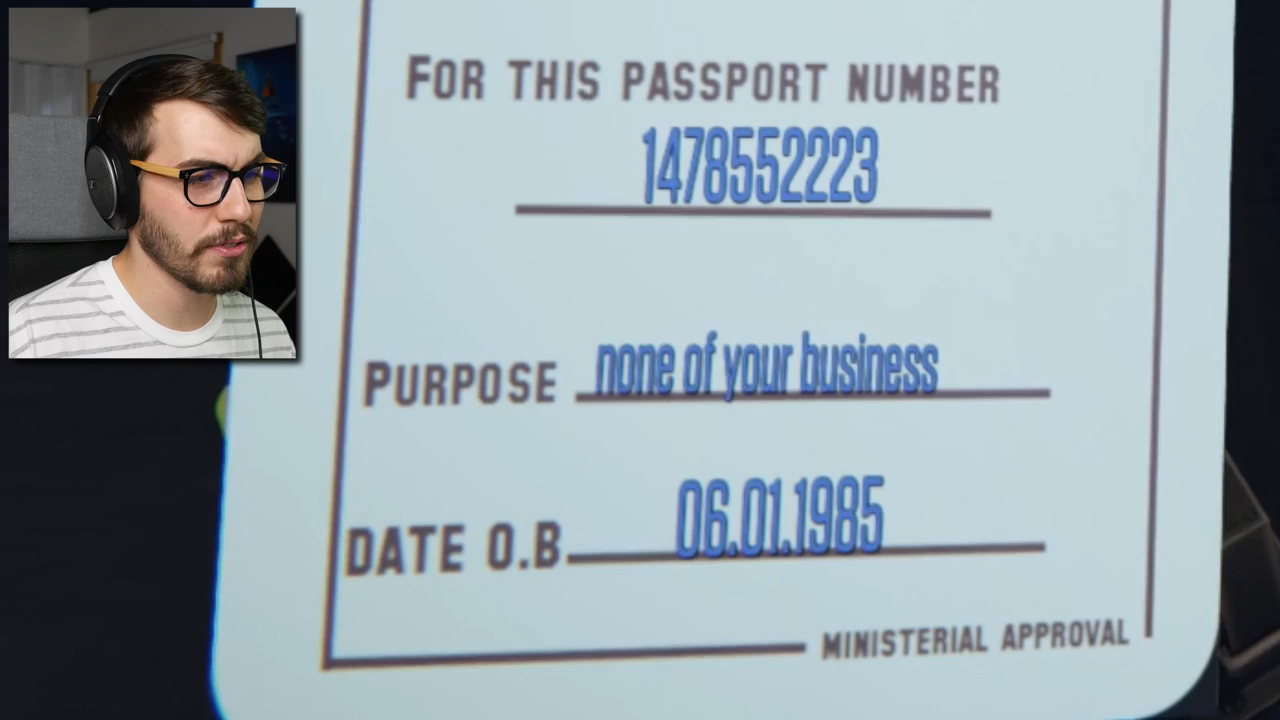 FOR THIS PASSPORT NUMBER
1478552223
PURPOSE none of your business
DATE O.B 06.01.1985
MINISTERIAL APPROVAL